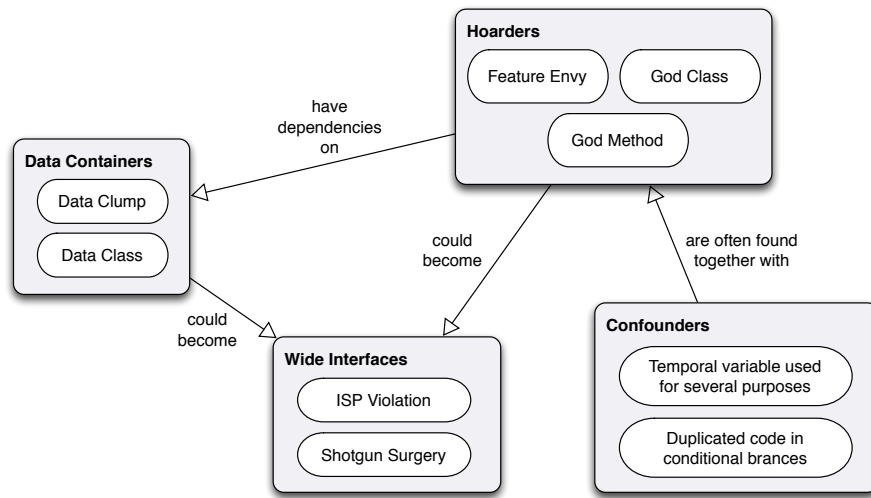 Hoarders
Feature Envy
God Class
God Method
have
dependencies
on
Data Containers
Data Clump
Data Class
could
become
are often found
together with
could
become
Wide Interfaces
ISP Violation
Shotgun Surgery
Confounders
Temporal variable used
for several purposes
Duplicated code in
conditional brances